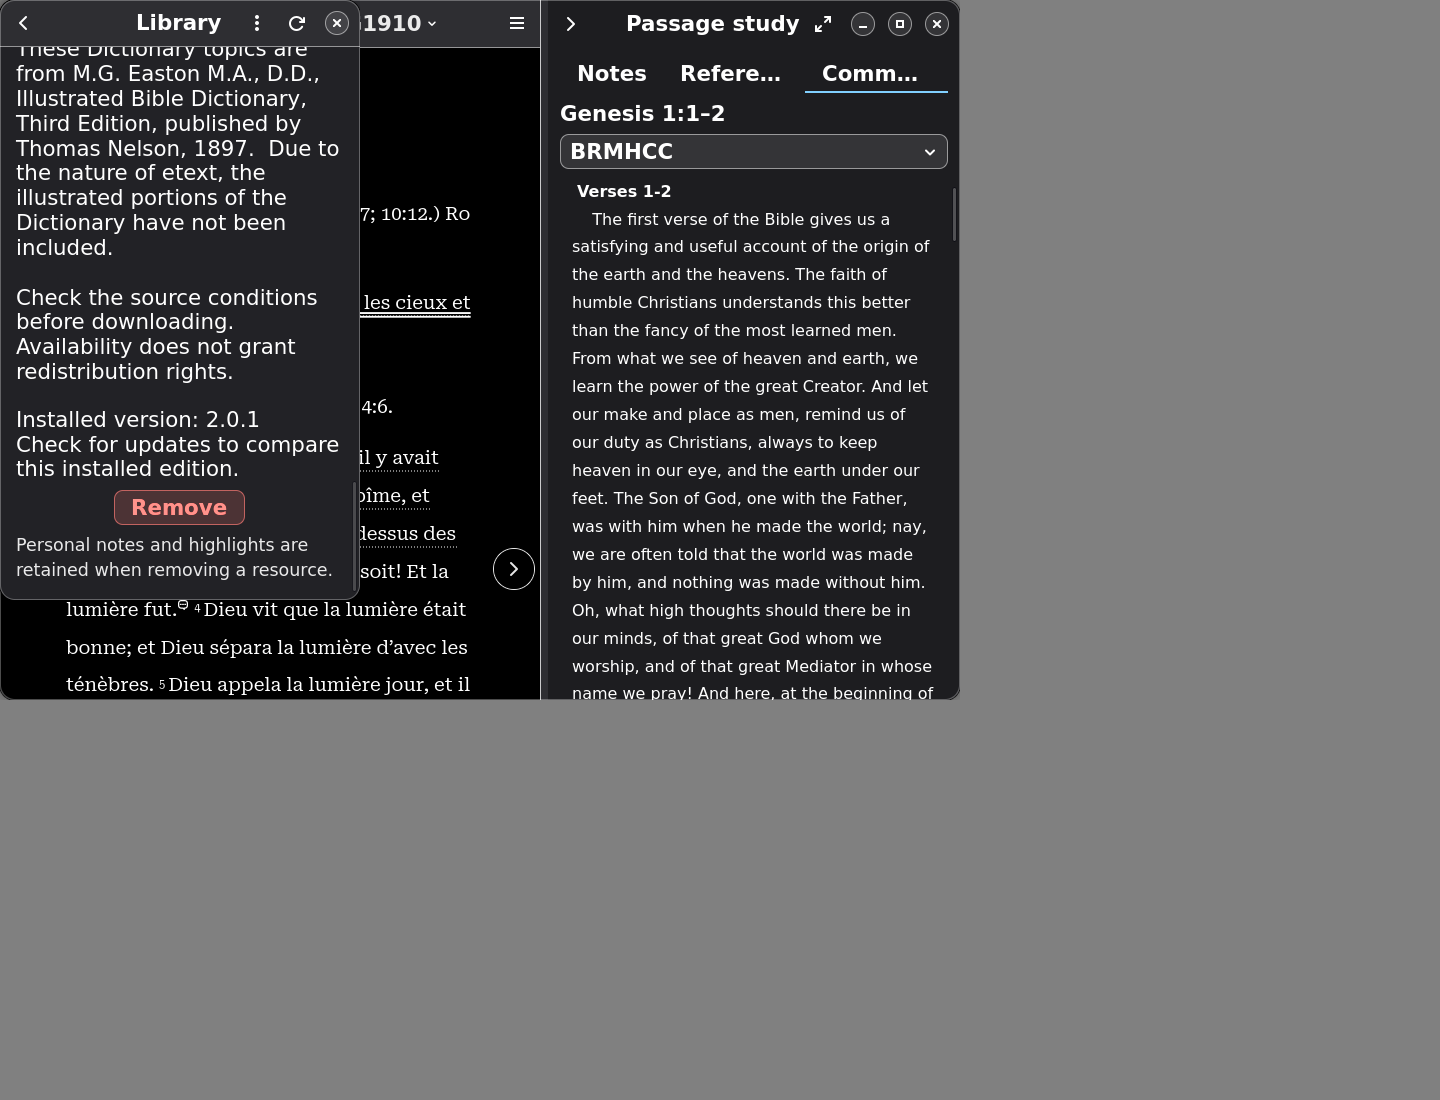 Library
These Dictionary topics are
from M.G. Easton M.A., D.D.,
Illustrated Bible Dictionary,
Third Edition, published by
Thomas Nelson, 1897.  Due to
the nature of etext, the
illustrated portions of the
Dictionary have not been
included.
Check the source conditions
before downloading.
Availability does not grant
redistribution rights.
Installed version: 2.0.1
Check for updates to compare
this installed edition.
Remove
Personal notes and highlights are
retained when removing a resource.
1910
7; 10:12.) Ro
les cieux et
4:6.
il y avait
bîme, et
dessus des
soit! Et la
lumière fut. 4 Dieu vit que la lumière était
bonne; et Dieu sépara la lumière d’avec les
ténèbres. 5 Dieu appela la lumière jour, et il
Passage study
Notes Refere… Comm…
Genesis 1:1–2
BRMHCC
Verses 1-2
The first verse of the Bible gives us a
satisfying and useful account of the origin of
the earth and the heavens. The faith of
humble Christians understands this better
than the fancy of the most learned men.
From what we see of heaven and earth, we
learn the power of the great Creator. And let
our make and place as men, remind us of
our duty as Christians, always to keep
heaven in our eye, and the earth under our
feet. The Son of God, one with the Father,
was with him when he made the world; nay,
we are often told that the world was made
by him, and nothing was made without him.
Oh, what high thoughts should there be in
our minds, of that great God whom we
worship, and of that great Mediator in whose
name we pray! And here, at the beginning of